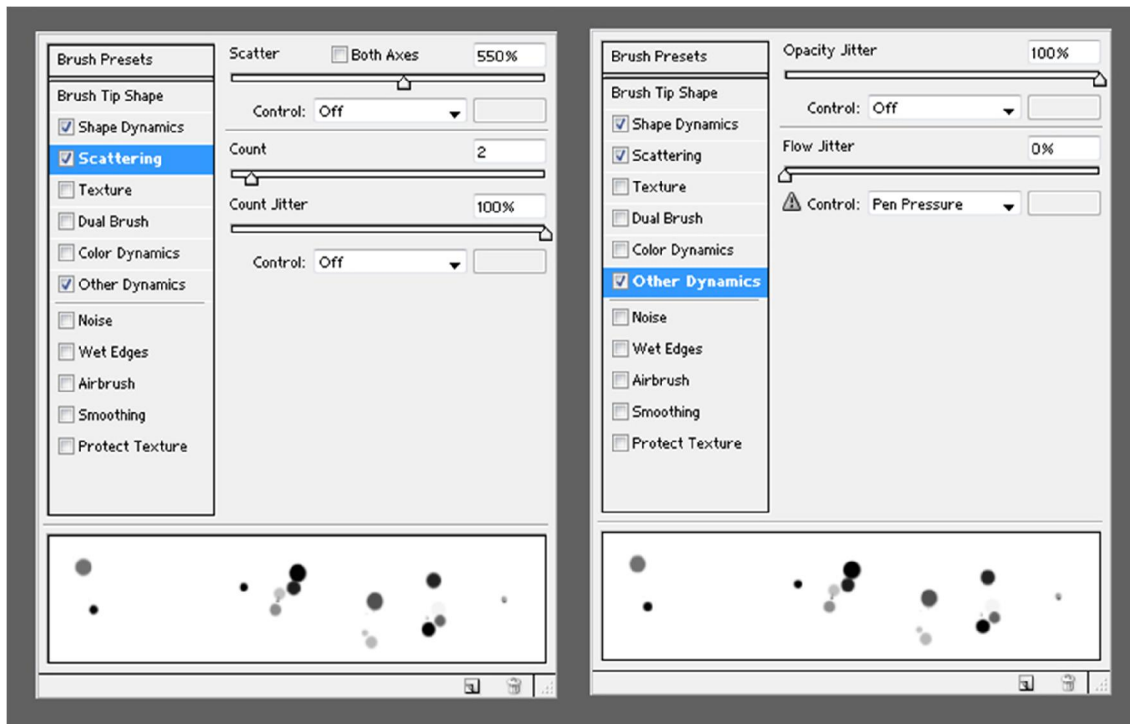 Brush Presets
Brush Tip Shape
Shape Dynamics
Scattering
Texture
Dual Brush
Color Dynamics
Other Dynamics
Noise
Wet Edges
Airbrush
Smoothing
Protect Texture
Scatter Both Axes 550%
Control: Off
Count 2
Count Jitter 100%
Control: Off
Brush Presets
Brush Tip Shape
Shape Dynamics
Scattering
Texture
Dual Brush
Color Dynamics
Other Dynamics
Noise
Wet Edges
Airbrush
Smoothing
Protect Texture
Opacity Jitter 100%
Control: Off
Flow Jitter 0%
Control: Pen Pressure